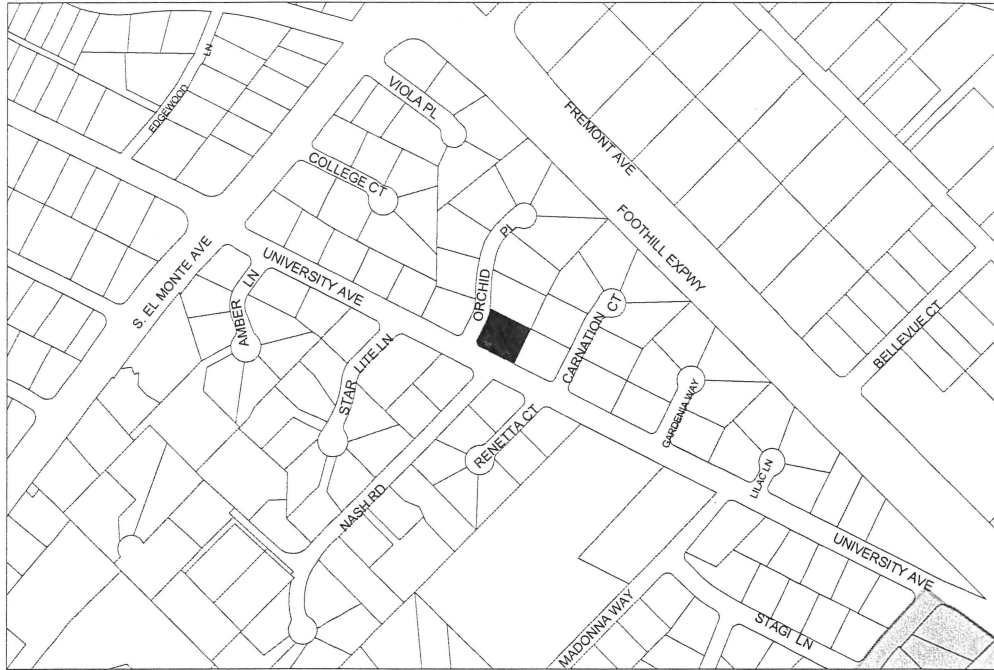 EDGEWOOD LN
VIOLA PL
FREMONT AVE
COLLEGE CT
FOOTHILL EXPWY
S. EL MONTE AVE
UNIVERSITY AVE
ORCHID PL
AMBER LN
STAR LITE LN
CARNATION CT
BELLEVUE CT
GARDENIA WAY
RENETTA CT
LILAC LN
NASH RD
UNIVERSITY AVE
MADONNA WAY
STAGI LN